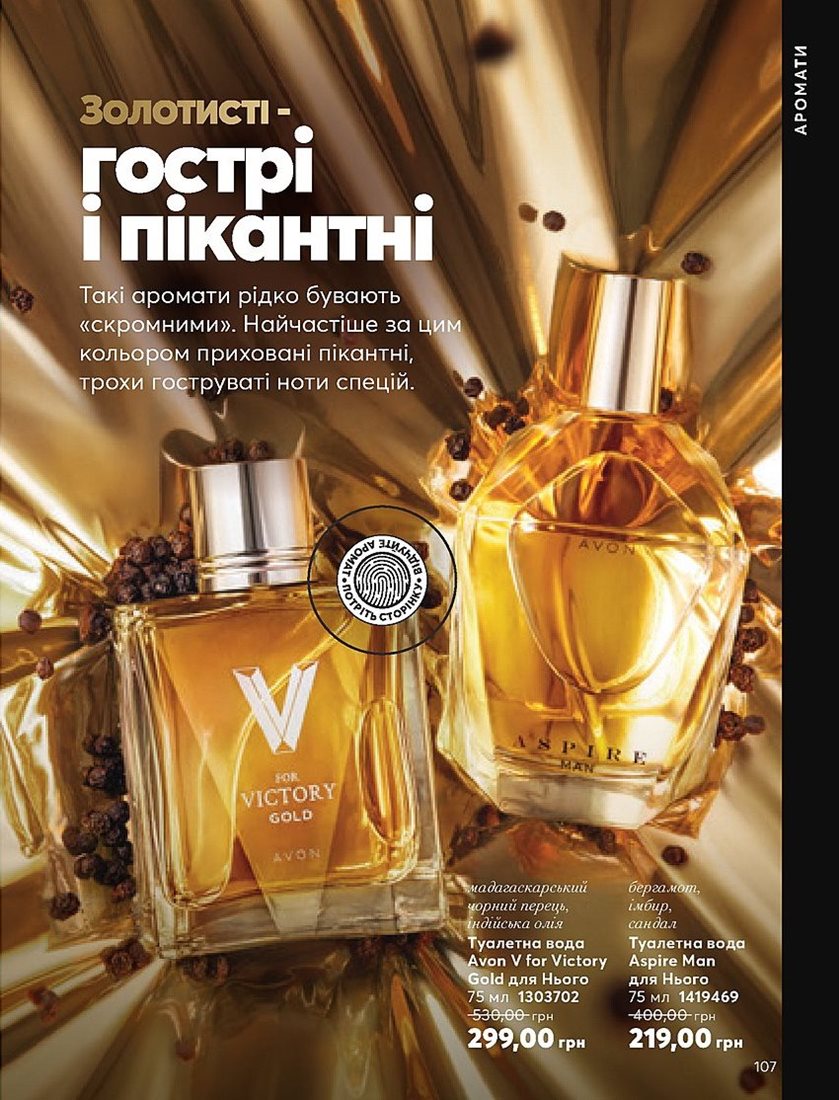 АРОМАТИ
Золотисті -
гострі
і пікантні
Такі аромати рідко бувають
«скромними». Найчастіше за цим
кольором приховані пікантні,
трохи гоструваті ноти спецій.
ВІДЧУЙТЕ АРОМАТ • ПОТРІТЬ СТОРІНКУ •
AVON
ASPIRE
MAN
V
FOR
VICTORY
GOLD
AVON
мадагаскарський
чорний перець,
індійська олія
Туалетна вода
Avon V for Victory
Gold для Нього
75 мл 1303702
530,00 грн
299,00 грн
бергамот,
імбир,
сандал
Туалетна вода
Aspire Man
для Нього
75 мл 1419469
400,00 грн
219,00 грн
107